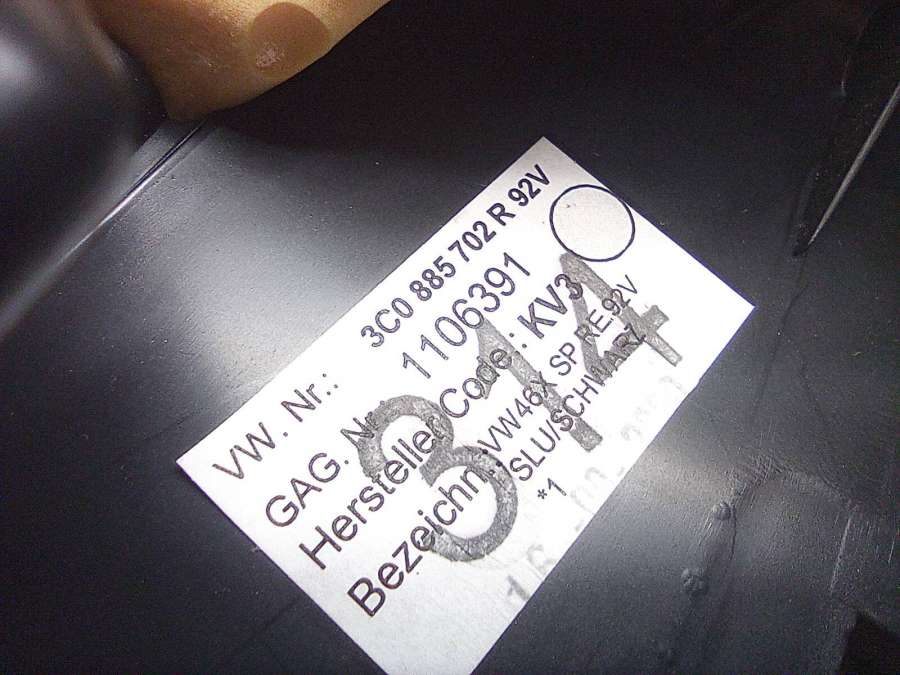 VW. Nr.: 3C0 885 702 R 92V
GAG. Nr.: 1106391
Hersteller Code: KV3
Bezeichn.: VW46X SP RE.92V
SLU/SCHWARZ
*1
314